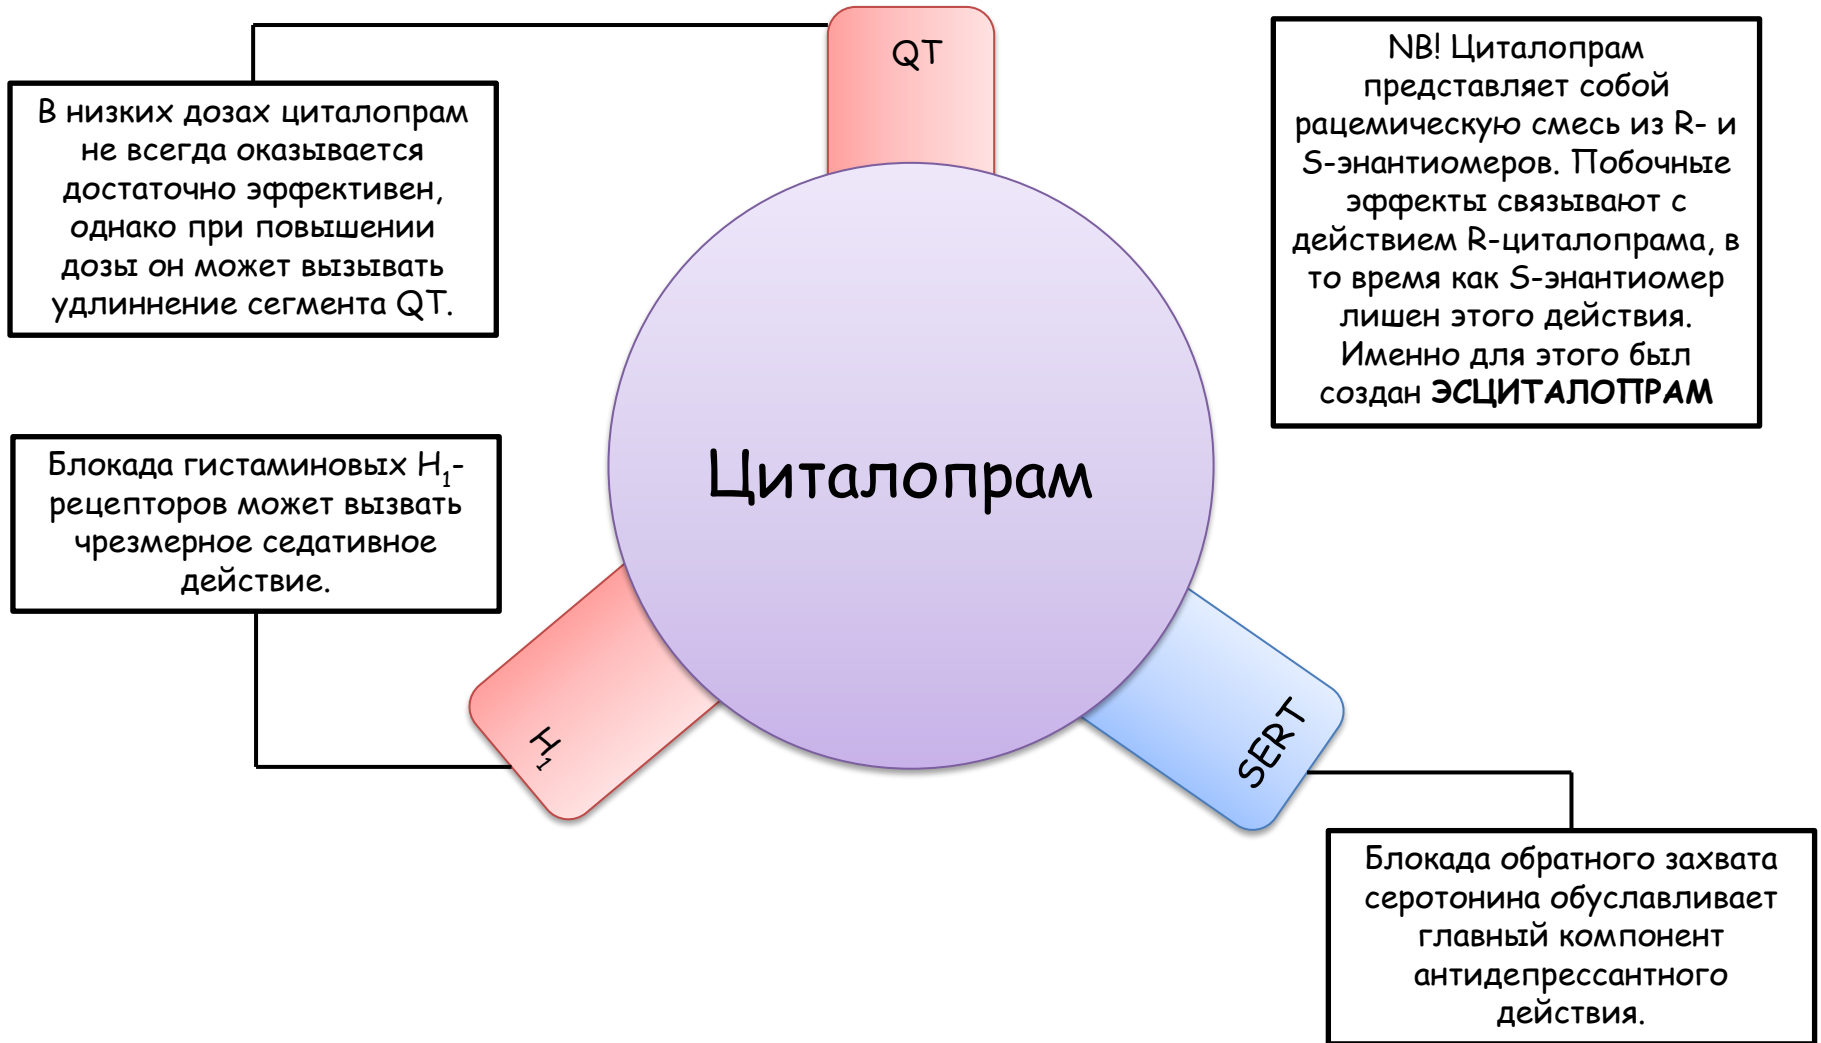 QT
В низких дозах циталопрам
не всегда оказывается
достаточно эффективен,
однако при повышении
дозы он может вызывать
удлиннение сегмента QT.
NB! Циталопрам
представляет собой
рацемическую смесь из R- и
S-энантиомеров. Побочные
эффекты связывают с
действием R-циталопрама, в
то время как S-энантиомер
лишен этого действия.
Именно для этого был
создан ЭСЦИТАЛОПРАМ
Циталопрам
Блокада гистаминовых H₁-
рецепторов может вызвать
чрезмерное седативное
действие.
H₁
SERT
Блокада обратного захвата
серотонина обуславливает
главный компонент
антидепрессантного
действия.